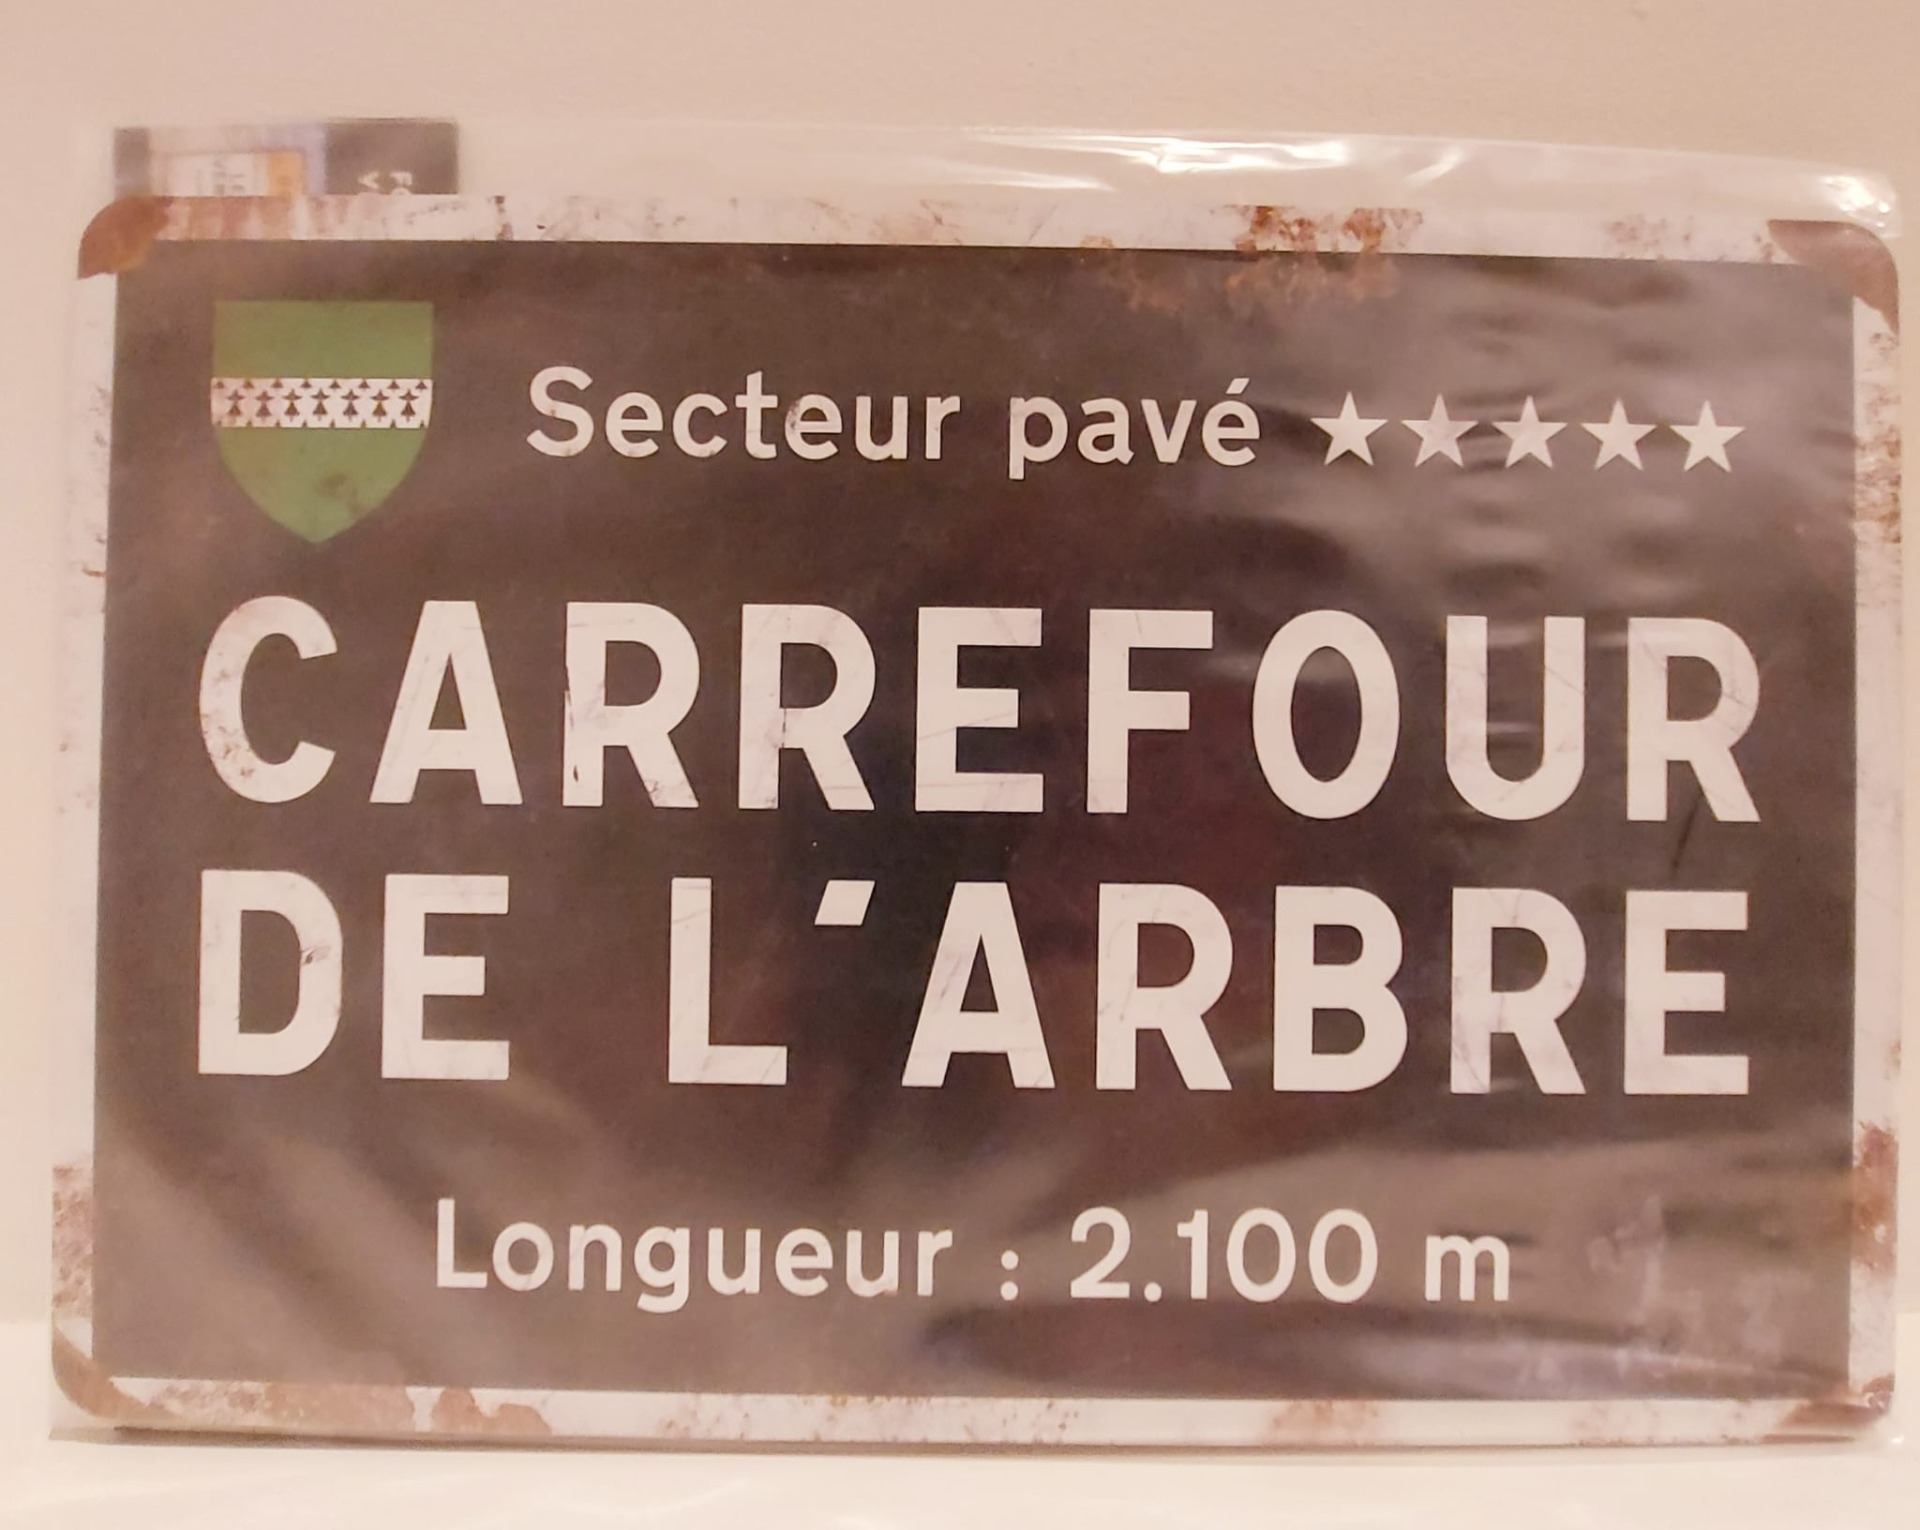 Secteur pavé ★★★★★
CARREFOUR
DE L'ARBRE
Longueur : 2.100 m